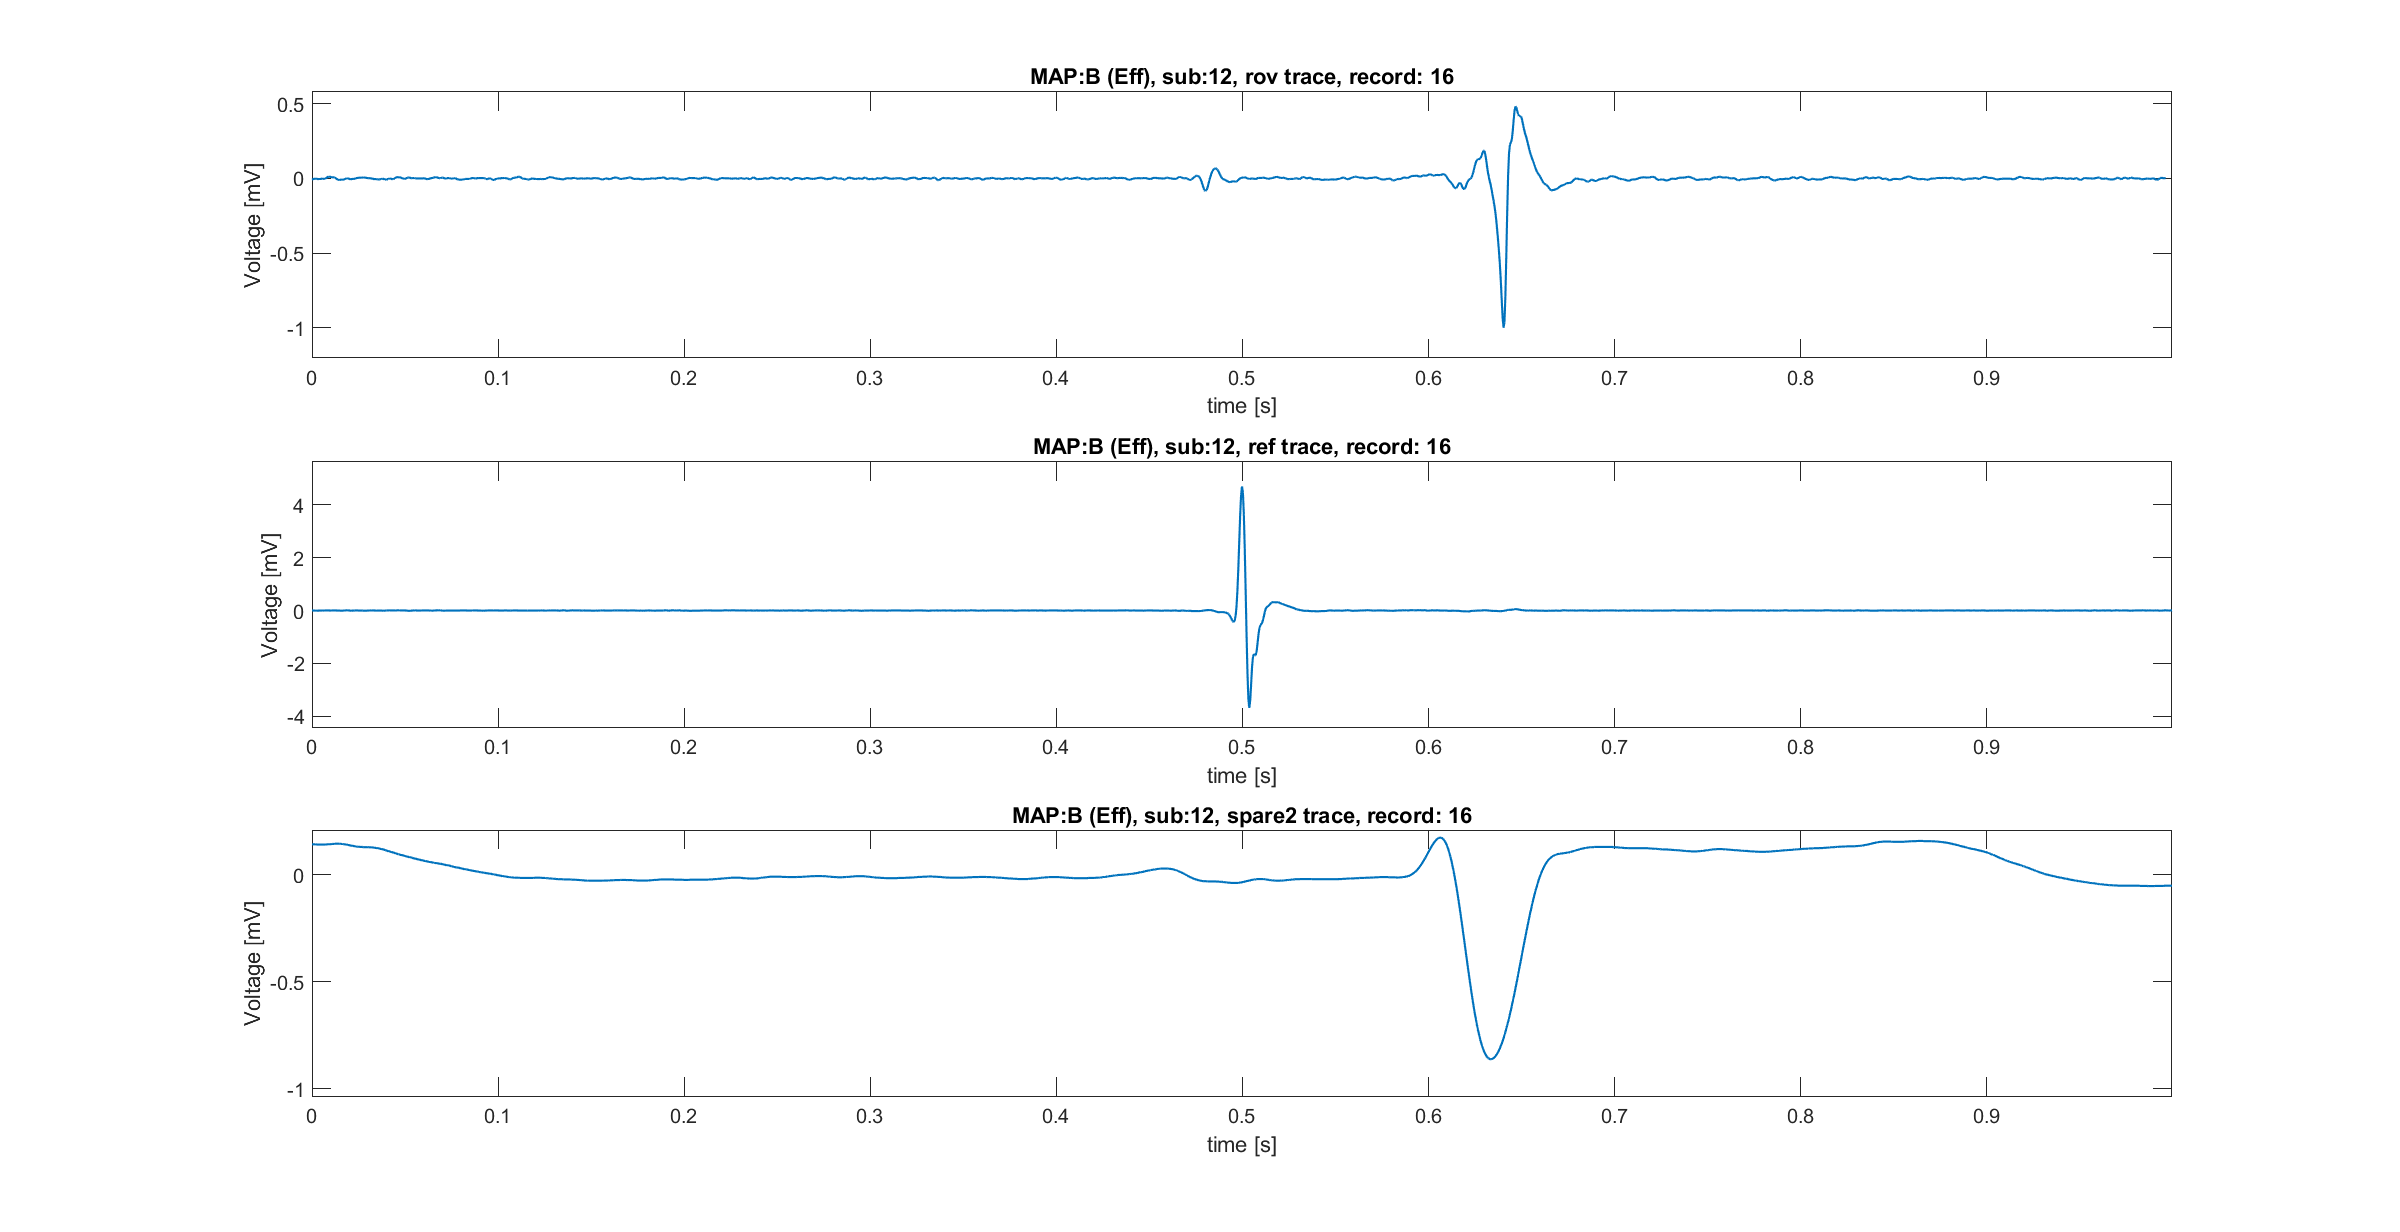 MAP:B (Eff), sub:12, rov trace, record: 16
Voltage [mV]
0.5
0
-0.5
-1
0 0.1 0.2 0.3 0.4 0.5 0.6 0.7 0.8 0.9
time [s]
MAP:B (Eff), sub:12, ref trace, record: 16
Voltage [mV]
4
2
0
-2
-4
0 0.1 0.2 0.3 0.4 0.5 0.6 0.7 0.8 0.9
time [s]
MAP:B (Eff), sub:12, spare2 trace, record: 16
Voltage [mV]
0
-0.5
-1
0 0.1 0.2 0.3 0.4 0.5 0.6 0.7 0.8 0.9
time [s]